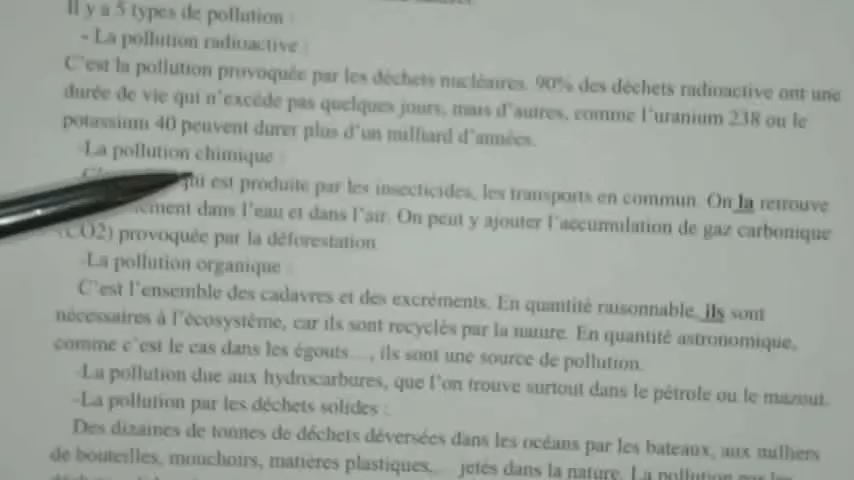 Il y a 5 types de pollution :
- La pollution radioactive :
C'est la pollution provoquée par les déchets nucléaires. 90% des déchets radioactive ont une
durée de vie qui n'excède pas quelques jours, mais d'autres, comme l'uranium 238 ou le
potassium 40 peuvent durer plus d'un milliard d'années.
-La pollution chimique :
qui est produite par les insecticides, les transports en commun. On la retrouve
dans l'eau et dans l'air. On peut y ajouter l'accumulation de gaz carbonique
(CO2) provoquée par la déforestation.
-La pollution organique :
C'est l'ensemble des cadavres et des excréments. En quantité raisonnable, ils sont
nécessaires à l'écosystème, car ils sont recyclés par la nature. En quantité astronomique,
comme c'est le cas dans les égouts..., ils sont une source de pollution.
-La pollution due aux hydrocarbures, que l'on trouve surtout dans le pétrole ou le mazout.
-La pollution par les déchets solides :
Des dizaines de tonnes de déchets déversées dans les océans par les bateaux, aux milliers
de bouteilles, mouchoirs, matières plastiques,... jetés dans la nature. La pollution par les